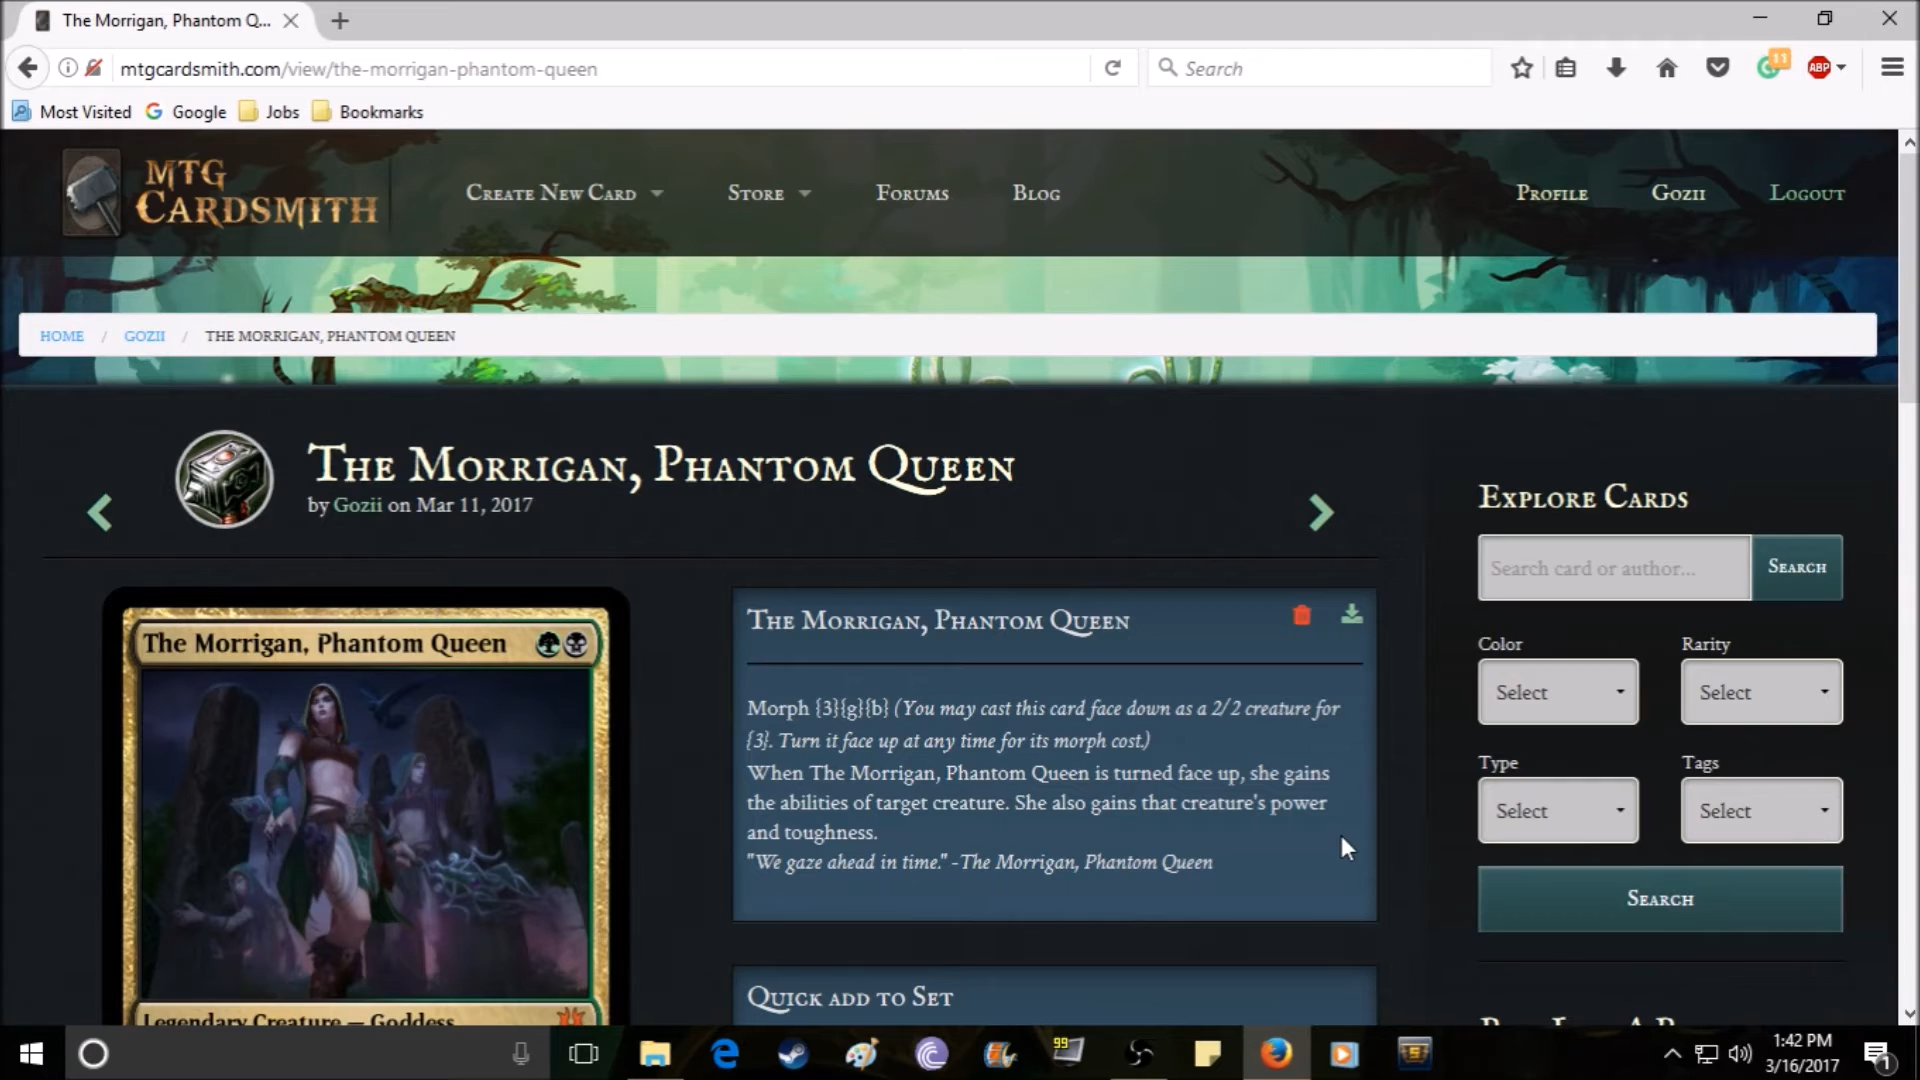 The Morrigan, Phantom Q...
mtgcardsmith.com/view/the-morrigan-phantom-queen
Search
11
ABP
Most Visited
Google
Jobs
Bookmarks
MTG
CARDSMITH
CREATE NEW CARD
STORE
FORUMS
BLOG
PROFILE
GOZII
LOGOUT
HOME / GOZII / THE MORRIGAN, PHANTOM QUEEN
THE MORRIGAN, PHANTOM QUEEN
by Gozii on Mar 11, 2017
The Morrigan, Phantom Queen
Legendary Creature — Goddess
THE MORRIGAN, PHANTOM QUEEN
Morph {3}{g}{b} (You may cast this card face down as a 2/2 creature for
{3}. Turn it face up at any time for its morph cost.)
When The Morrigan, Phantom Queen is turned face up, she gains
the abilities of target creature. She also gains that creature's power
and toughness.
"We gaze ahead in time." -The Morrigan, Phantom Queen
QUICK ADD TO SET
EXPLORE CARDS
Search card or author...
SEARCH
Color
Rarity
Select
Select
Type
Tags
Select
Select
SEARCH
99
1:42 PM
3/16/2017
1